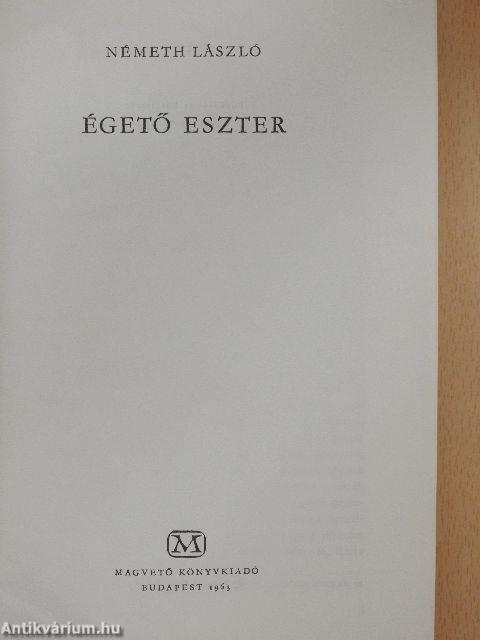 NÉMETH LÁSZLÓ
ÉGETŐ ESZTER
M
MAGVETŐ KÖNYVKIADÓ
BUDAPEST 1963
Antikvárium.hu